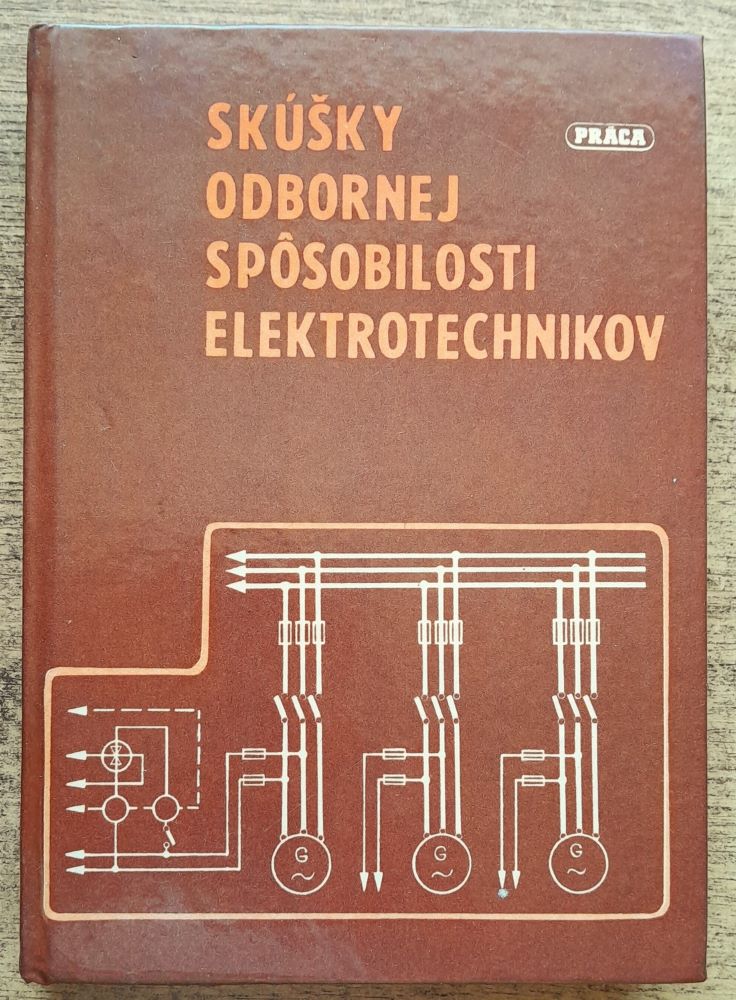 SKÚŠKY
PRÁCA
ODBORNEJ
SPÔSOBILOSTI
ELEKTROTECHNIKOV
G
~
G
~
G
~